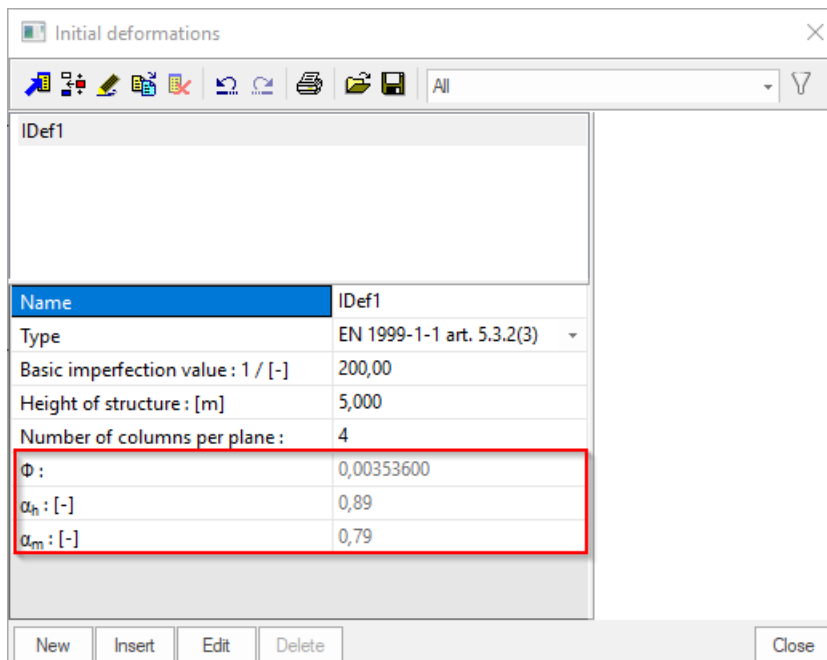 Initial deformations
All
IDef1
Name IDef1
Type EN 1999-1-1 art. 5.3.2(3)
Basic imperfection value : 1 / [-] 200,00
Height of structure : [m] 5,000
Number of columns per plane : 4
Φ : 0,00353600
αh : [-] 0,89
αm : [-] 0,79
New Insert Edit Delete Close